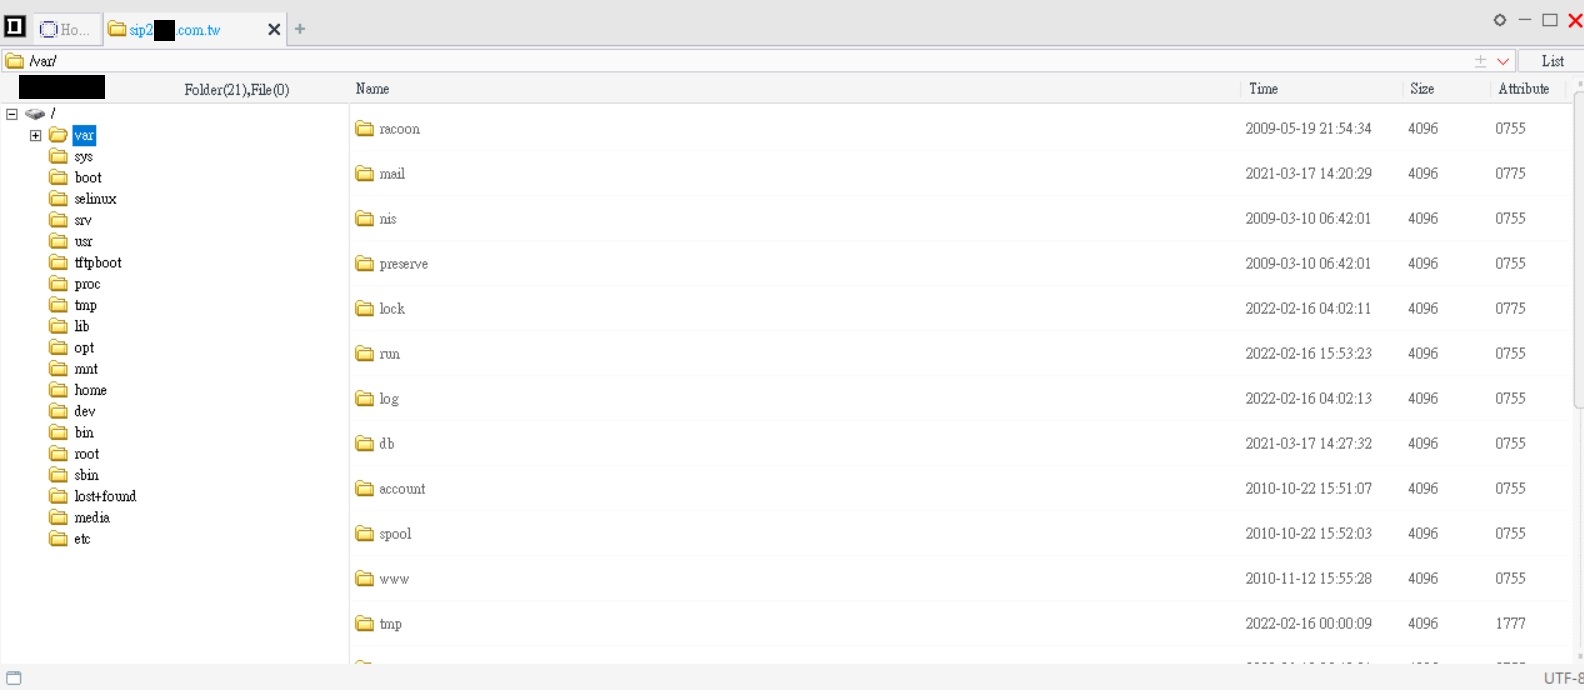 Ho...
sip2 .com.tw
/var/
List
Folder(21),File(0)
Name Time Size Attribute
/
var
sys
boot
selinux
srv
usr
tftpboot
proc
tmp
lib
opt
mnt
home
dev
bin
root
sbin
lost+found
media
etc
racoon 2009-05-19 21:54:34 4096 0755
mail 2021-03-17 14:20:29 4096 0775
nis 2009-03-10 06:42:01 4096 0755
preserve 2009-03-10 06:42:01 4096 0755
lock 2022-02-16 04:02:11 4096 0775
run 2022-02-16 15:53:23 4096 0755
log 2022-02-16 04:02:13 4096 0755
db 2021-03-17 14:27:32 4096 0755
account 2010-10-22 15:51:07 4096 0755
spool 2010-10-22 15:52:03 4096 0755
www 2010-11-12 15:55:28 4096 0755
tmp 2022-02-16 00:00:09 4096 1777
UTF-8